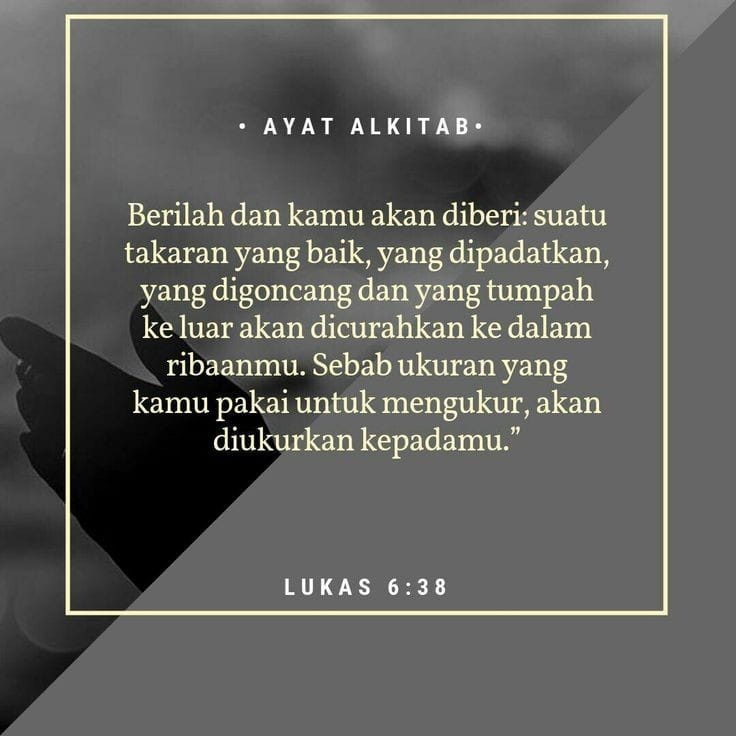 • AYAT ALKITAB•
Berilah dan kamu akan diberi: suatu
takaran yang baik, yang dipadatkan,
yang digoncang dan yang tumpah
ke luar akan dicurahkan ke dalam
ribaanmu. Sebab ukuran yang
kamu pakai untuk mengukur, akan
diukurkan kepadamu.”
LUKAS 6:38